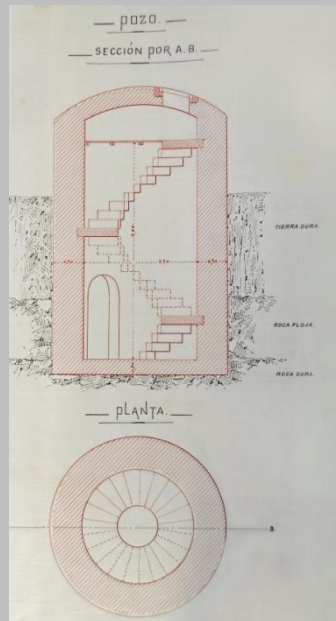 POZO.
SECCIÓN POR A. B.
TIERRA DURA
ROCA FLOJA.
ROCA DURA.
PLANTA.
B